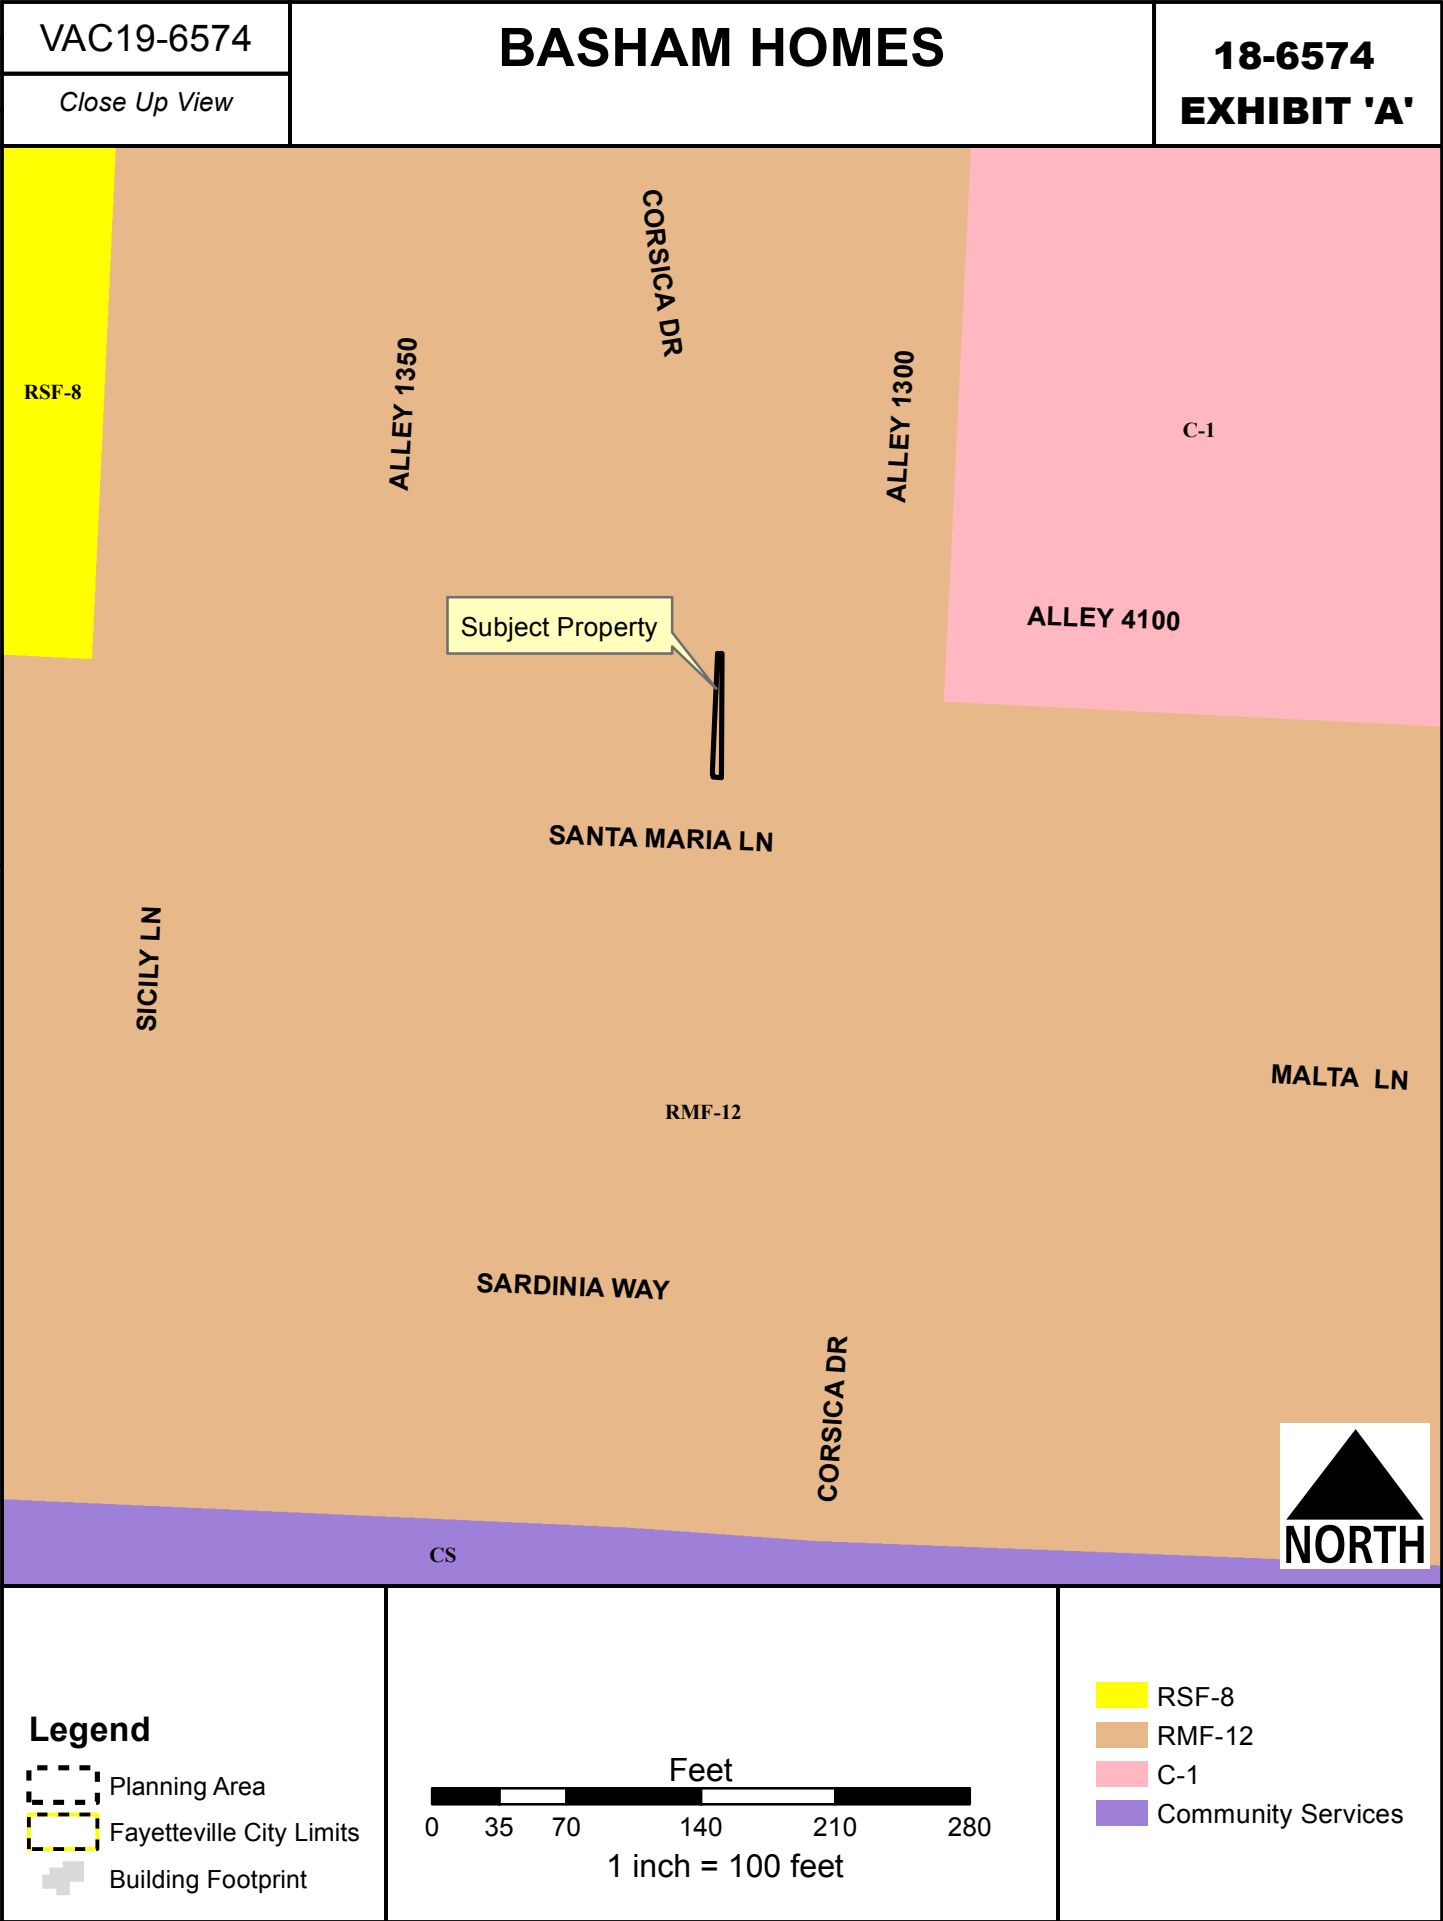 VAC19-6574
Close Up View
BASHAM HOMES
18-6574
EXHIBIT 'A'
CORSICA DR
ALLEY 1350
ALLEY 1300
RSF-8
C-1
ALLEY 4100
Subject Property
SANTA MARIA LN
SICILY LN
MALTA LN
RMF-12
SARDINIA WAY
CORSICA DR
NORTH
CS
Legend
Planning Area
Fayetteville City Limits
Building Footprint
Feet
0 35 70 140 210 280
1 inch = 100 feet
RSF-8
RMF-12
C-1
Community Services